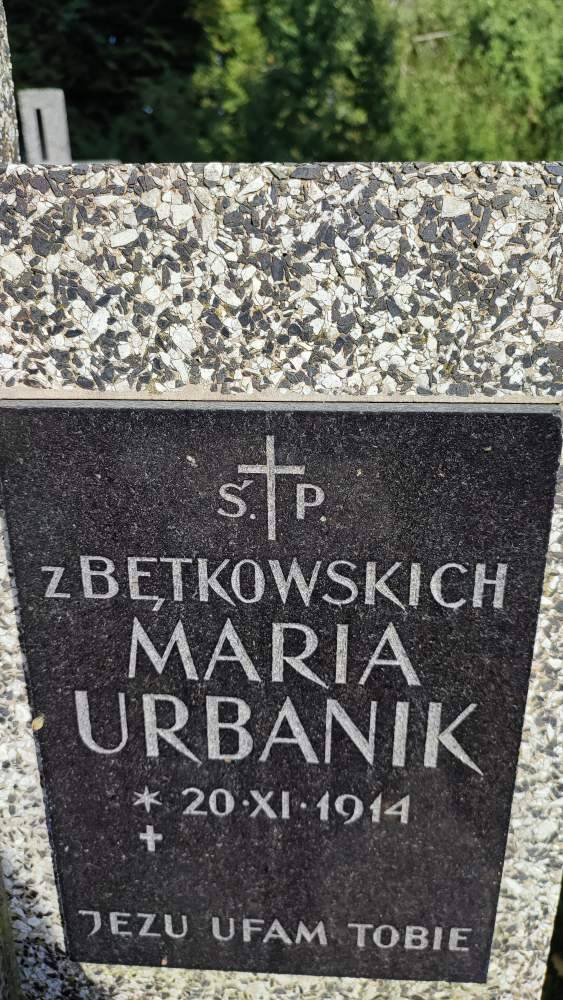 Ś. P.
z BĘTKOWSKICH
MARIA
URBANIK
* 20·XI·1914
✝
JEZU UFAM TOBIE